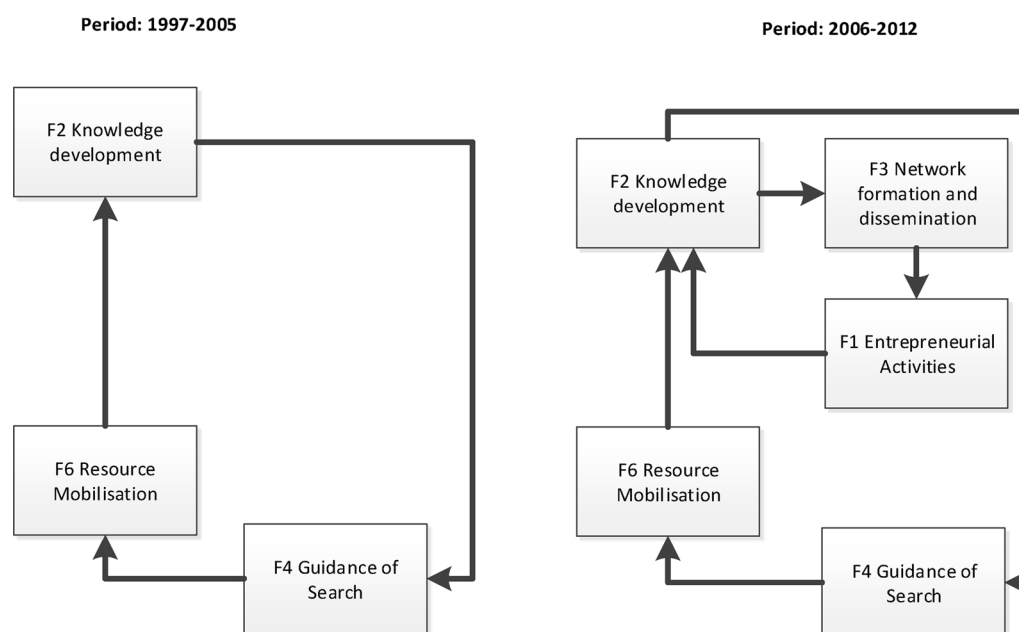 Period: 1997-2005
F2 Knowledge
development
F6 Resource
Mobilisation
F4 Guidance of
Search
Period: 2006-2012
F2 Knowledge
development
F3 Network
formation and
dissemination
F1 Entrepreneurial
Activities
F6 Resource
Mobilisation
F4 Guidance of
Search